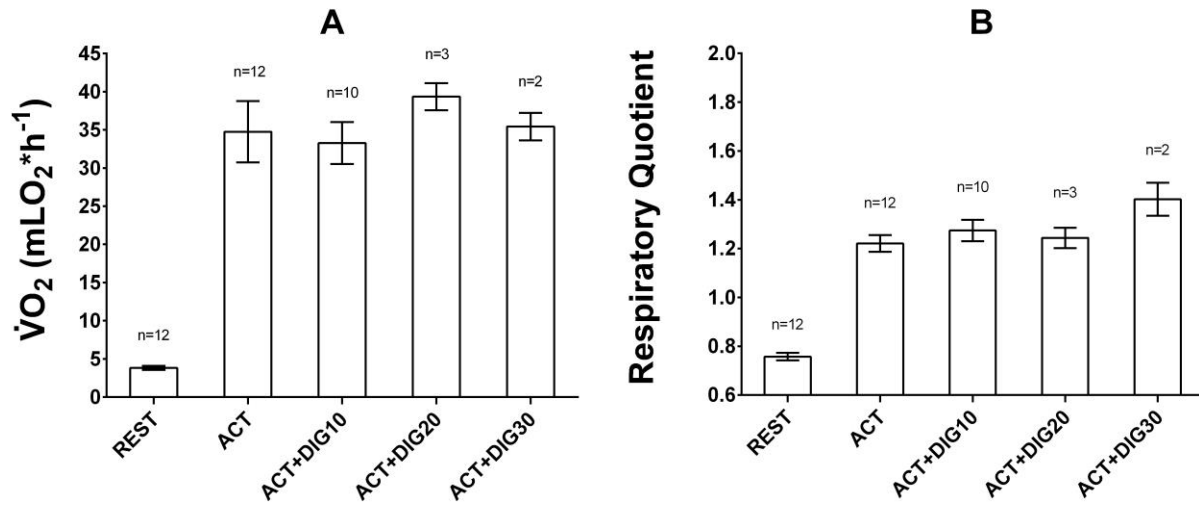 A
V̇O₂ (mLO₂*h⁻¹)
45
40
35
30
25
20
15
10
5
0
n=12
n=12
n=10
n=3
n=2
REST
ACT
ACT+DIG10
ACT+DIG20
ACT+DIG30
B
Respiratory Quotient
2.0
1.8
1.6
1.4
1.2
1.0
0.8
0.6
n=12
n=12
n=10
n=3
n=2
REST
ACT
ACT+DIG10
ACT+DIG20
ACT+DIG30